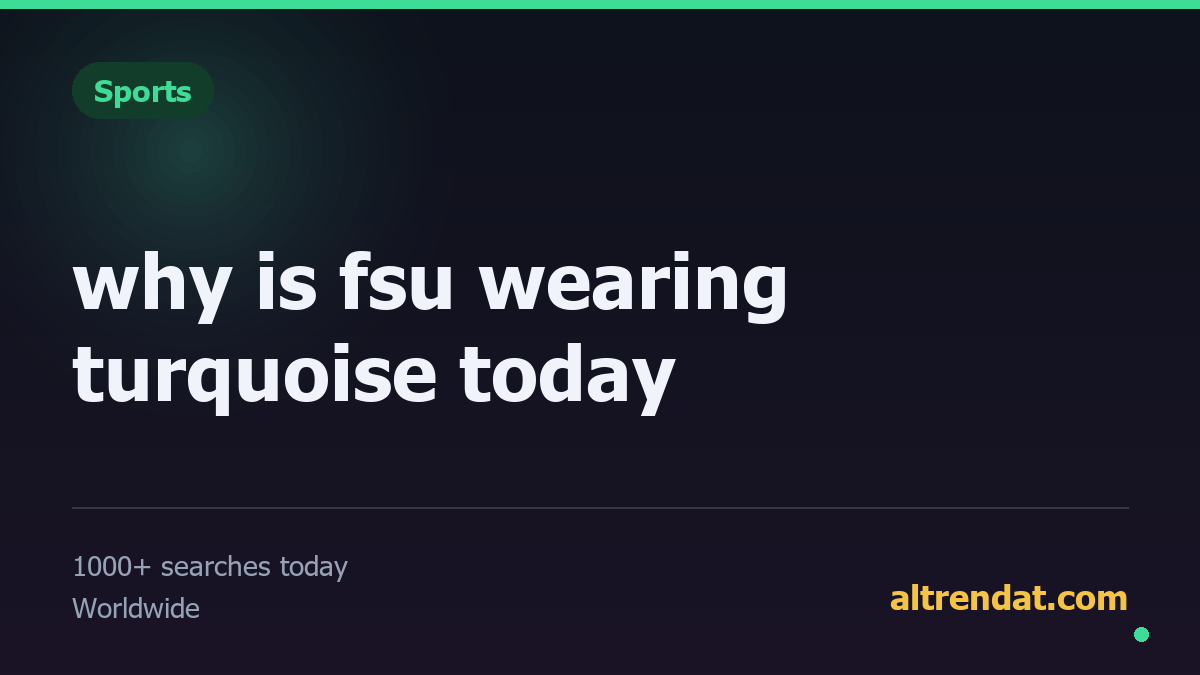 Sports
why is fsu wearing
turquoise today
1000+ searches today
Worldwide
altrendat.com